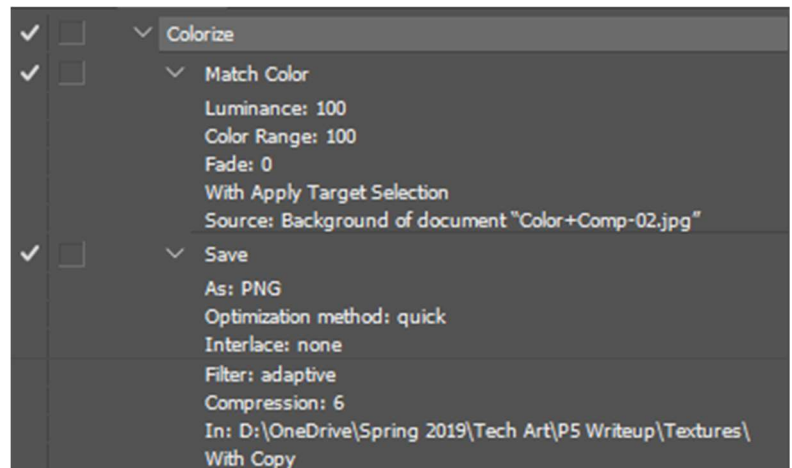 Colorize
Match Color
Luminance: 100
Color Range: 100
Fade: 0
With Apply Target Selection
Source: Background of document “Color+Comp-02.jpg”
Save
As: PNG
Optimization method: quick
Interlace: none
Filter: adaptive
Compression: 6
In: D:\OneDrive\Spring 2019\Tech Art\P5 Writeup\Textures\
With Copy